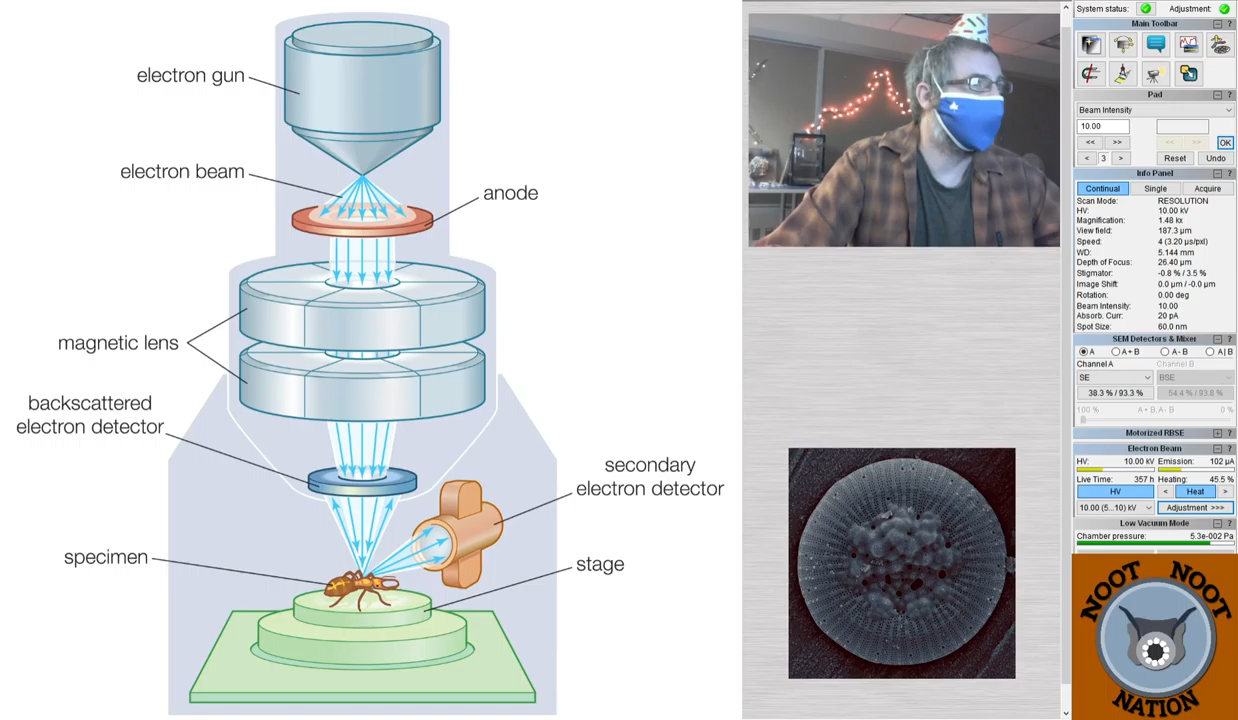 electron gun
electron beam
anode
magnetic lens
backscattered
electron detector
secondary
electron detector
specimen
stage
System status:
Adjustment:
Main Toolbar
Pad
Beam Intensity
10.00
<< >>
<< >>
OK
< 3 >
Reset
Undo
Info Panel
Continual Single Acquire
Scan Mode: RESOLUTION
HV: 10.00 kV
Magnification: 1.48 kx
View field: 187.3 µm
Speed: 4 (3.20 µs/pxl)
WD: 5.144 mm
Depth of Focus: 26.40 µm
Stigmator: -0.8 % / 3.5 %
Image Shift: 0.0 µm / -0.0 µm
Rotation: 0.00 deg
Beam Intensity: 10.00
Absorb. Curr: 20 pA
Spot Size: 60.0 nm
SEM Detectors & Mixer
A A + B A - B A | B
Channel A Channel B
SE BSE
38.3 % / 93.3 % 54.4 % / 93.8 %
100 % A + B; A - B 0 %
Motorized RBSE
Electron Beam
HV: 10.00 kV Emission: 102 µA
Live Time: 357 h Heating: 45.5 %
HV < Heat >
10.00 (5...10) kV Adjustment >>>
Low Vacuum Mode
Chamber pressure: 5.3e-002 Pa
NOOT NOOT
NATION